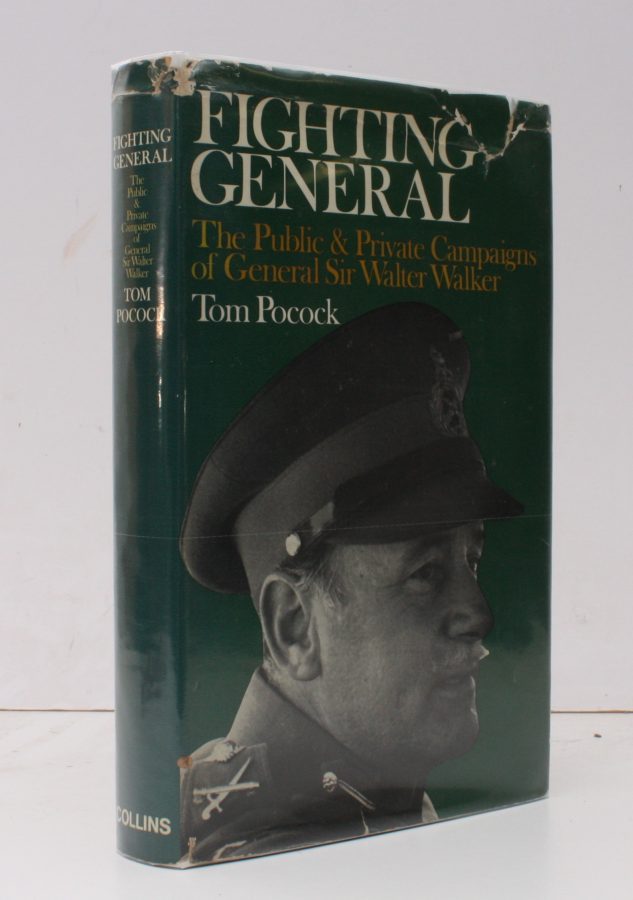 FIGHTING
GENERAL
The Public & Private Campaigns
of General Sir Walter Walker
Tom Pocock
FIGHTING
GENERAL
The
Public
&
Private
Campaigns
of
General
Sir Walter
Walker
TOM
POCOCK
COLLINS